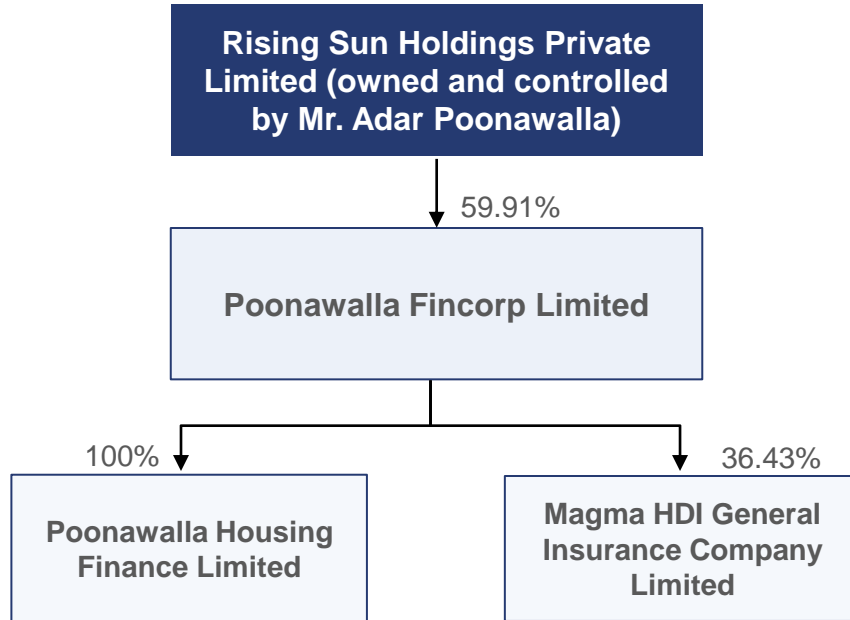 Rising Sun Holdings Private
Limited (owned and controlled
by Mr. Adar Poonawalla)
59.91%
Poonawalla Fincorp Limited
100%
36.43%
Poonawalla Housing
Finance Limited
Magma HDI General
Insurance Company
Limited